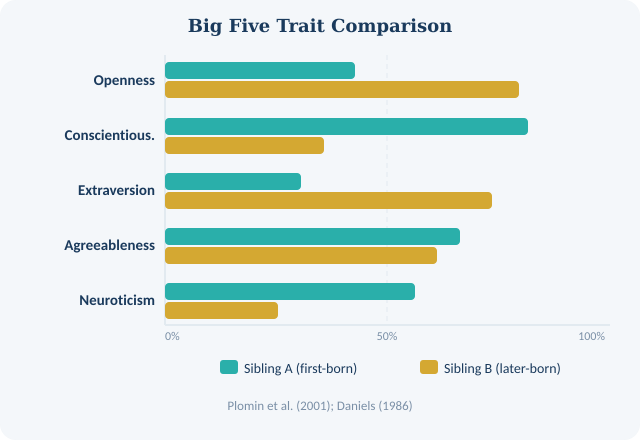 Big Five Trait Comparison
Openness
Conscientious.
Extraversion
Agreeableness
Neuroticism
0% 50% 100%
Sibling A (first-born) Sibling B (later-born)
Plomin et al. (2001); Daniels (1986)